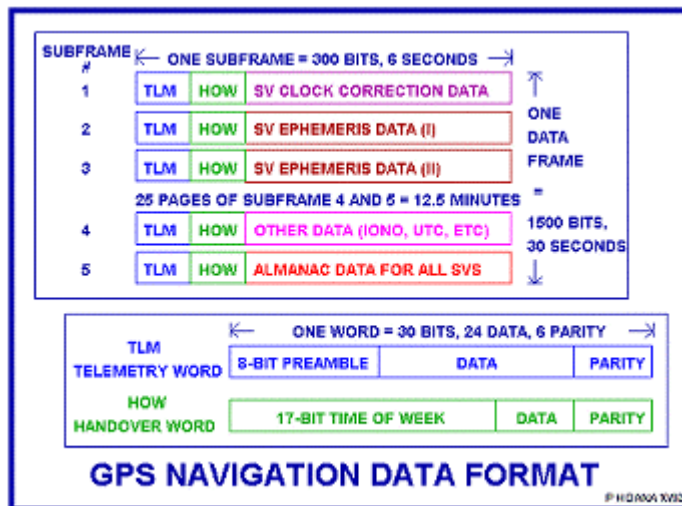 SUBFRAME #
ONE SUBFRAME = 300 BITS, 6 SECONDS
1 TLM HOW SV CLOCK CORRECTION DATA
2 TLM HOW SV EPHEMERIS DATA (I)
3 TLM HOW SV EPHEMERIS DATA (II)
25 PAGES OF SUBFRAME 4 AND 5 = 12.5 MINUTES
4 TLM HOW OTHER DATA (IONO, UTC, ETC)
5 TLM HOW ALMANAC DATA FOR ALL SVS
ONE
DATA
FRAME
=
1500 BITS,
30 SECONDS
ONE WORD = 30 BITS, 24 DATA, 6 PARITY
TLM
TELEMETRY WORD
8-BIT PREAMBLE DATA PARITY
HOW
HANDOVER WORD
17-BIT TIME OF WEEK DATA PARITY
GPS NAVIGATION DATA FORMAT